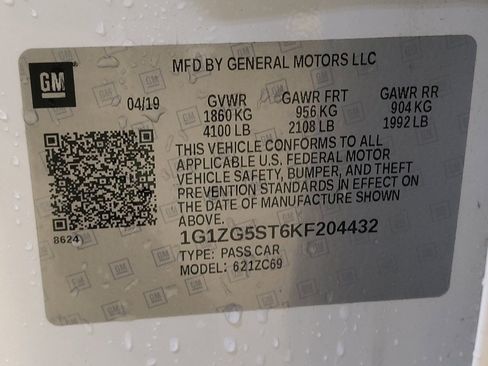 GM
MFD BY GENERAL MOTORS LLC
04/19 GVWR GAWR FRT GAWR RR
1860 KG 956 KG 904 KG
4100 LB 2108 LB 1992 LB
THIS VEHICLE CONFORMS TO ALL
APPLICABLE U.S. FEDERAL MOTOR
VEHICLE SAFETY, BUMPER, AND THEFT
PREVENTION STANDARDS IN EFFECT ON
THE DATE OF MANUFACTURE SHOWN
ABOVE.
8624
1G1ZG5ST6KF204432
TYPE: PASS CAR
MODEL: 621ZC69